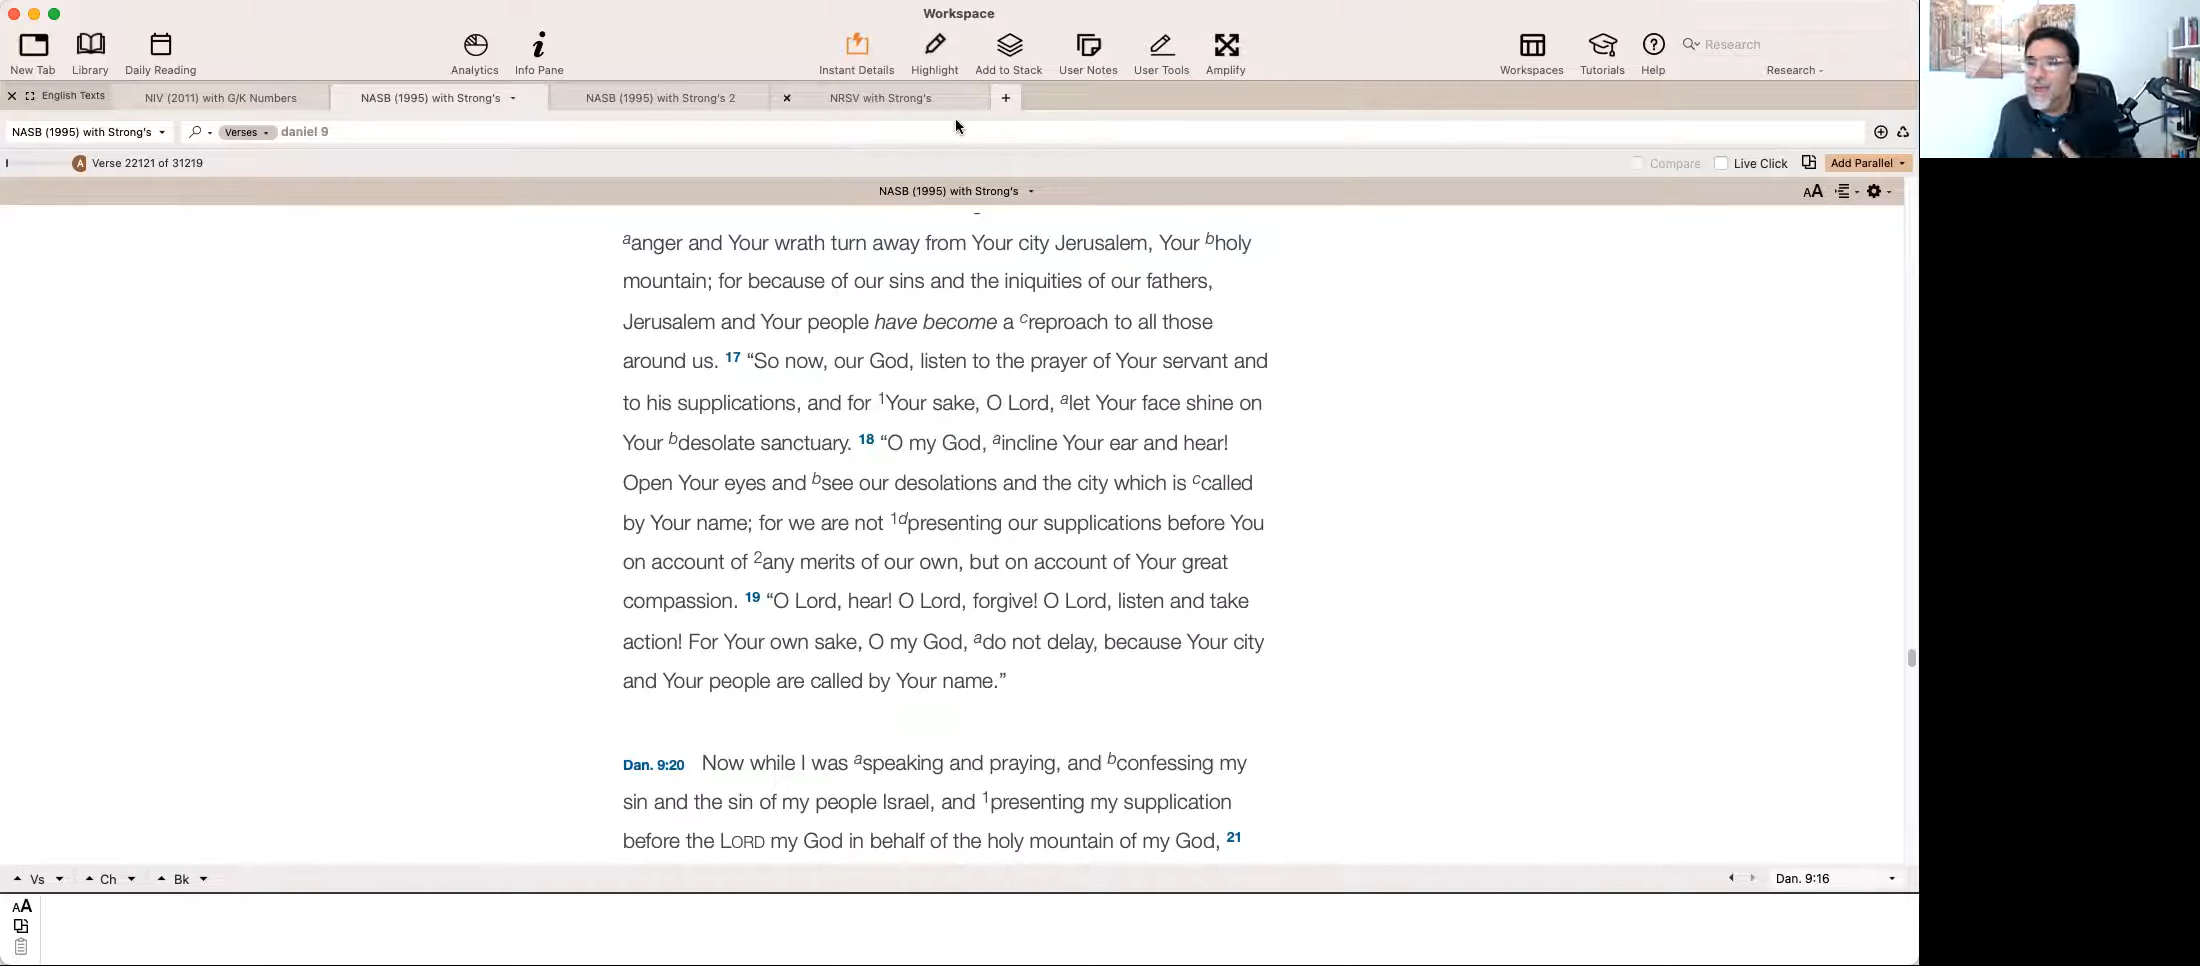 Workspace
New Tab Library Daily Reading Analytics Info Pane Instant Details Highlight Add to Stack User Notes User Tools Amplify Workspaces Tutorials Help Research
Research
English Texts NIV (2011) with G/K Numbers NASB (1995) with Strong's NASB (1995) with Strong's 2 NRSV with Strong's +
NASB (1995) with Strong's Verses daniel 9
A Verse 22121 of 31219 Compare Live Click Add Parallel
NASB (1995) with Strong's AA
aanger and Your wrath turn away from Your city Jerusalem, Your bholy
mountain; for because of our sins and the iniquities of our fathers,
Jerusalem and Your people have become a creproach to all those
around us. 17 “So now, our God, listen to the prayer of Your servant and
to his supplications, and for 1Your sake, O Lord, alet Your face shine on
Your bdesolate sanctuary. 18 “O my God, aincline Your ear and hear!
Open Your eyes and bsee our desolations and the city which is ccalled
by Your name; for we are not 1dpresenting our supplications before You
on account of 2any merits of our own, but on account of Your great
compassion. 19 “O Lord, hear! O Lord, forgive! O Lord, listen and take
action! For Your own sake, O my God, ado not delay, because Your city
and Your people are called by Your name.”
Dan. 9:20 Now while I was aspeaking and praying, and bconfessing my
sin and the sin of my people Israel, and 1presenting my supplication
before the LORD my God in behalf of the holy mountain of my God, 21
Vs Ch Bk Dan. 9:16
AA